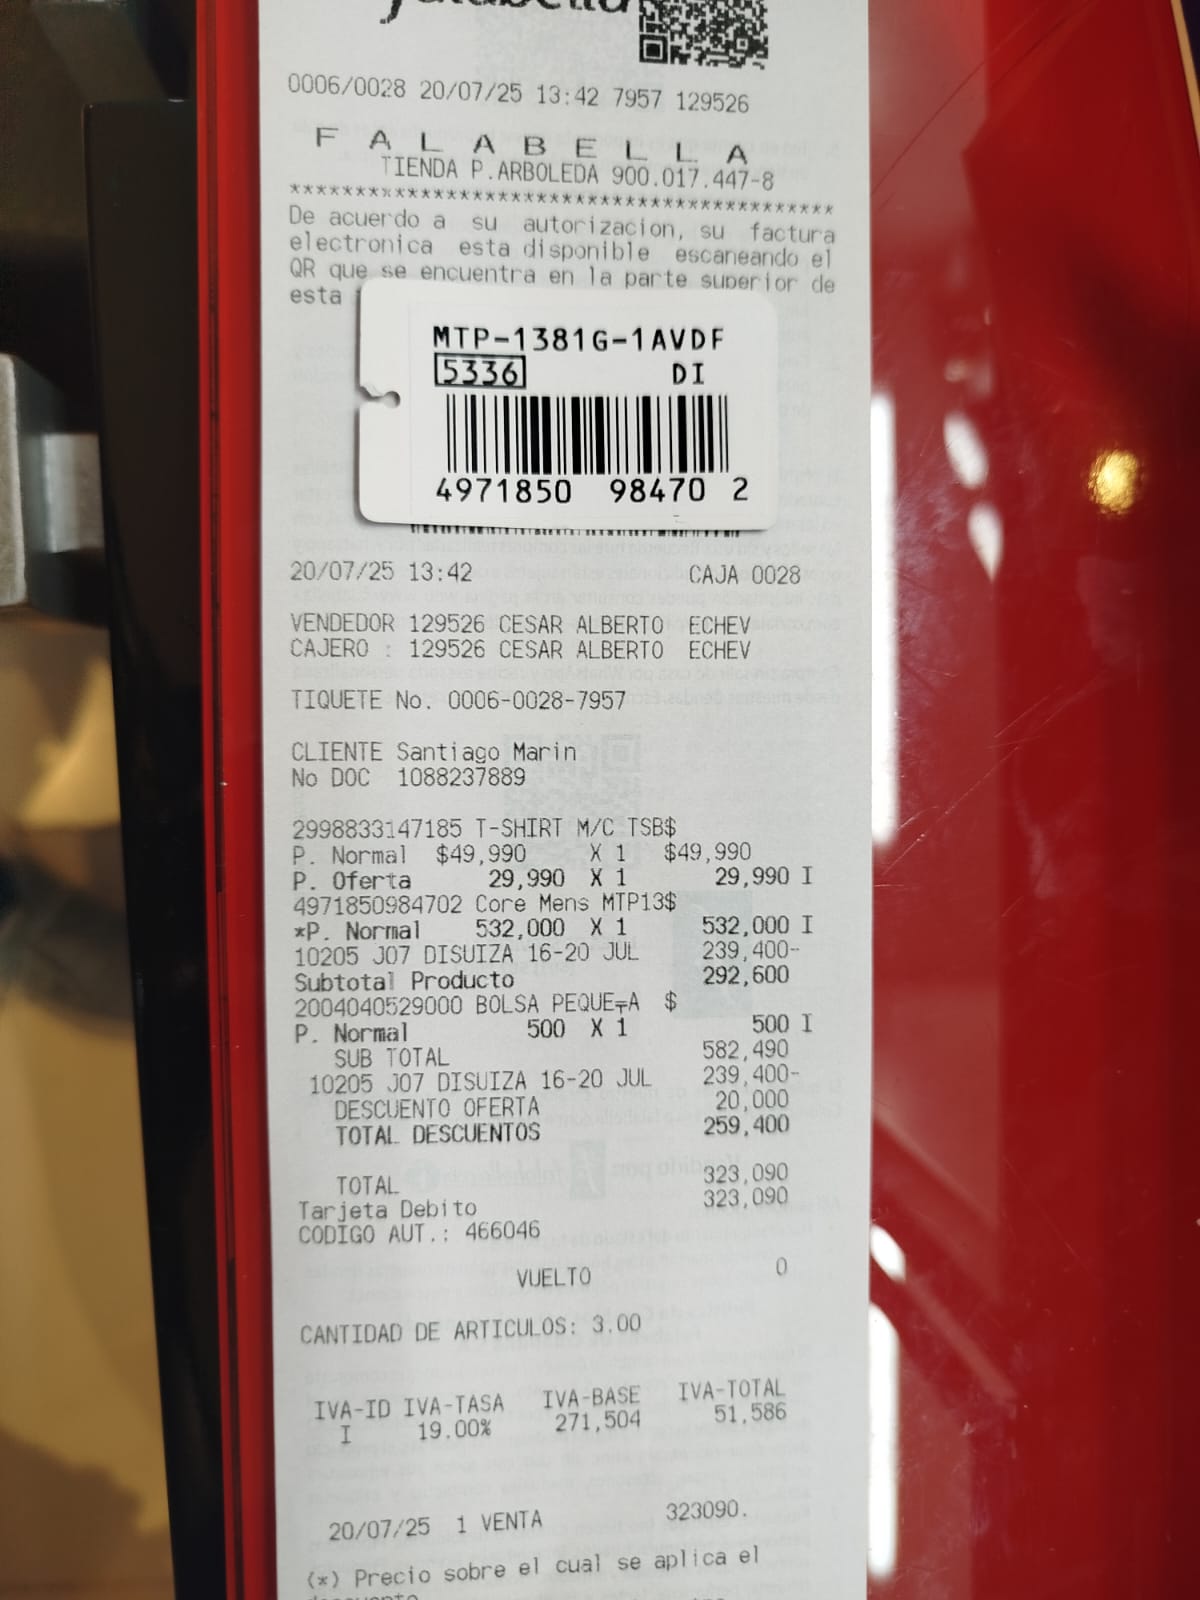 falabella
0006/0028 20/07/25 13:42 7957 129526
F A L A B E L L A
TIENDA P.ARBOLEDA 900.017.447-8
******************************************
De acuerdo a su autorizacion, su factura
electronica esta disponible escaneando el
QR que se encuentra en la parte superior de
esta
MTP-1381G-1AVDF
5336 DI
4971850 98470 2
20/07/25 13:42 CAJA 0028
VENDEDOR 129526 CESAR ALBERTO ECHEV
CAJERO : 129526 CESAR ALBERTO ECHEV
TIQUETE No. 0006-0028-7957
CLIENTE Santiago Marin
No DOC 1088237889
2998833147185 T-SHIRT M/C TSB$
P. Normal $49,990 X 1 $49,990
P. Oferta 29,990 X 1 29,990 I
4971850984702 Core Mens MTP13$
*P. Normal 532,000 X 1 532,000 I
10205 J07 DISUIZA 16-20 JUL 239,400-
Subtotal Producto 292,600
2004040529000 BOLSA PEQUE╤A $
P. Normal 500 X 1 500 I
SUB TOTAL 582,490
10205 J07 DISUIZA 16-20 JUL 239,400-
DESCUENTO OFERTA 20,000
TOTAL DESCUENTOS 259,400
TOTAL 323,090
Tarjeta Debito 323,090
CODIGO AUT.: 466046
VUELTO 0
CANTIDAD DE ARTICULOS: 3.00
IVA-ID IVA-TASA IVA-BASE IVA-TOTAL
I 19.00% 271,504 51,586
20/07/25 1 VENTA 323090.
(*) Precio sobre el cual se aplica el